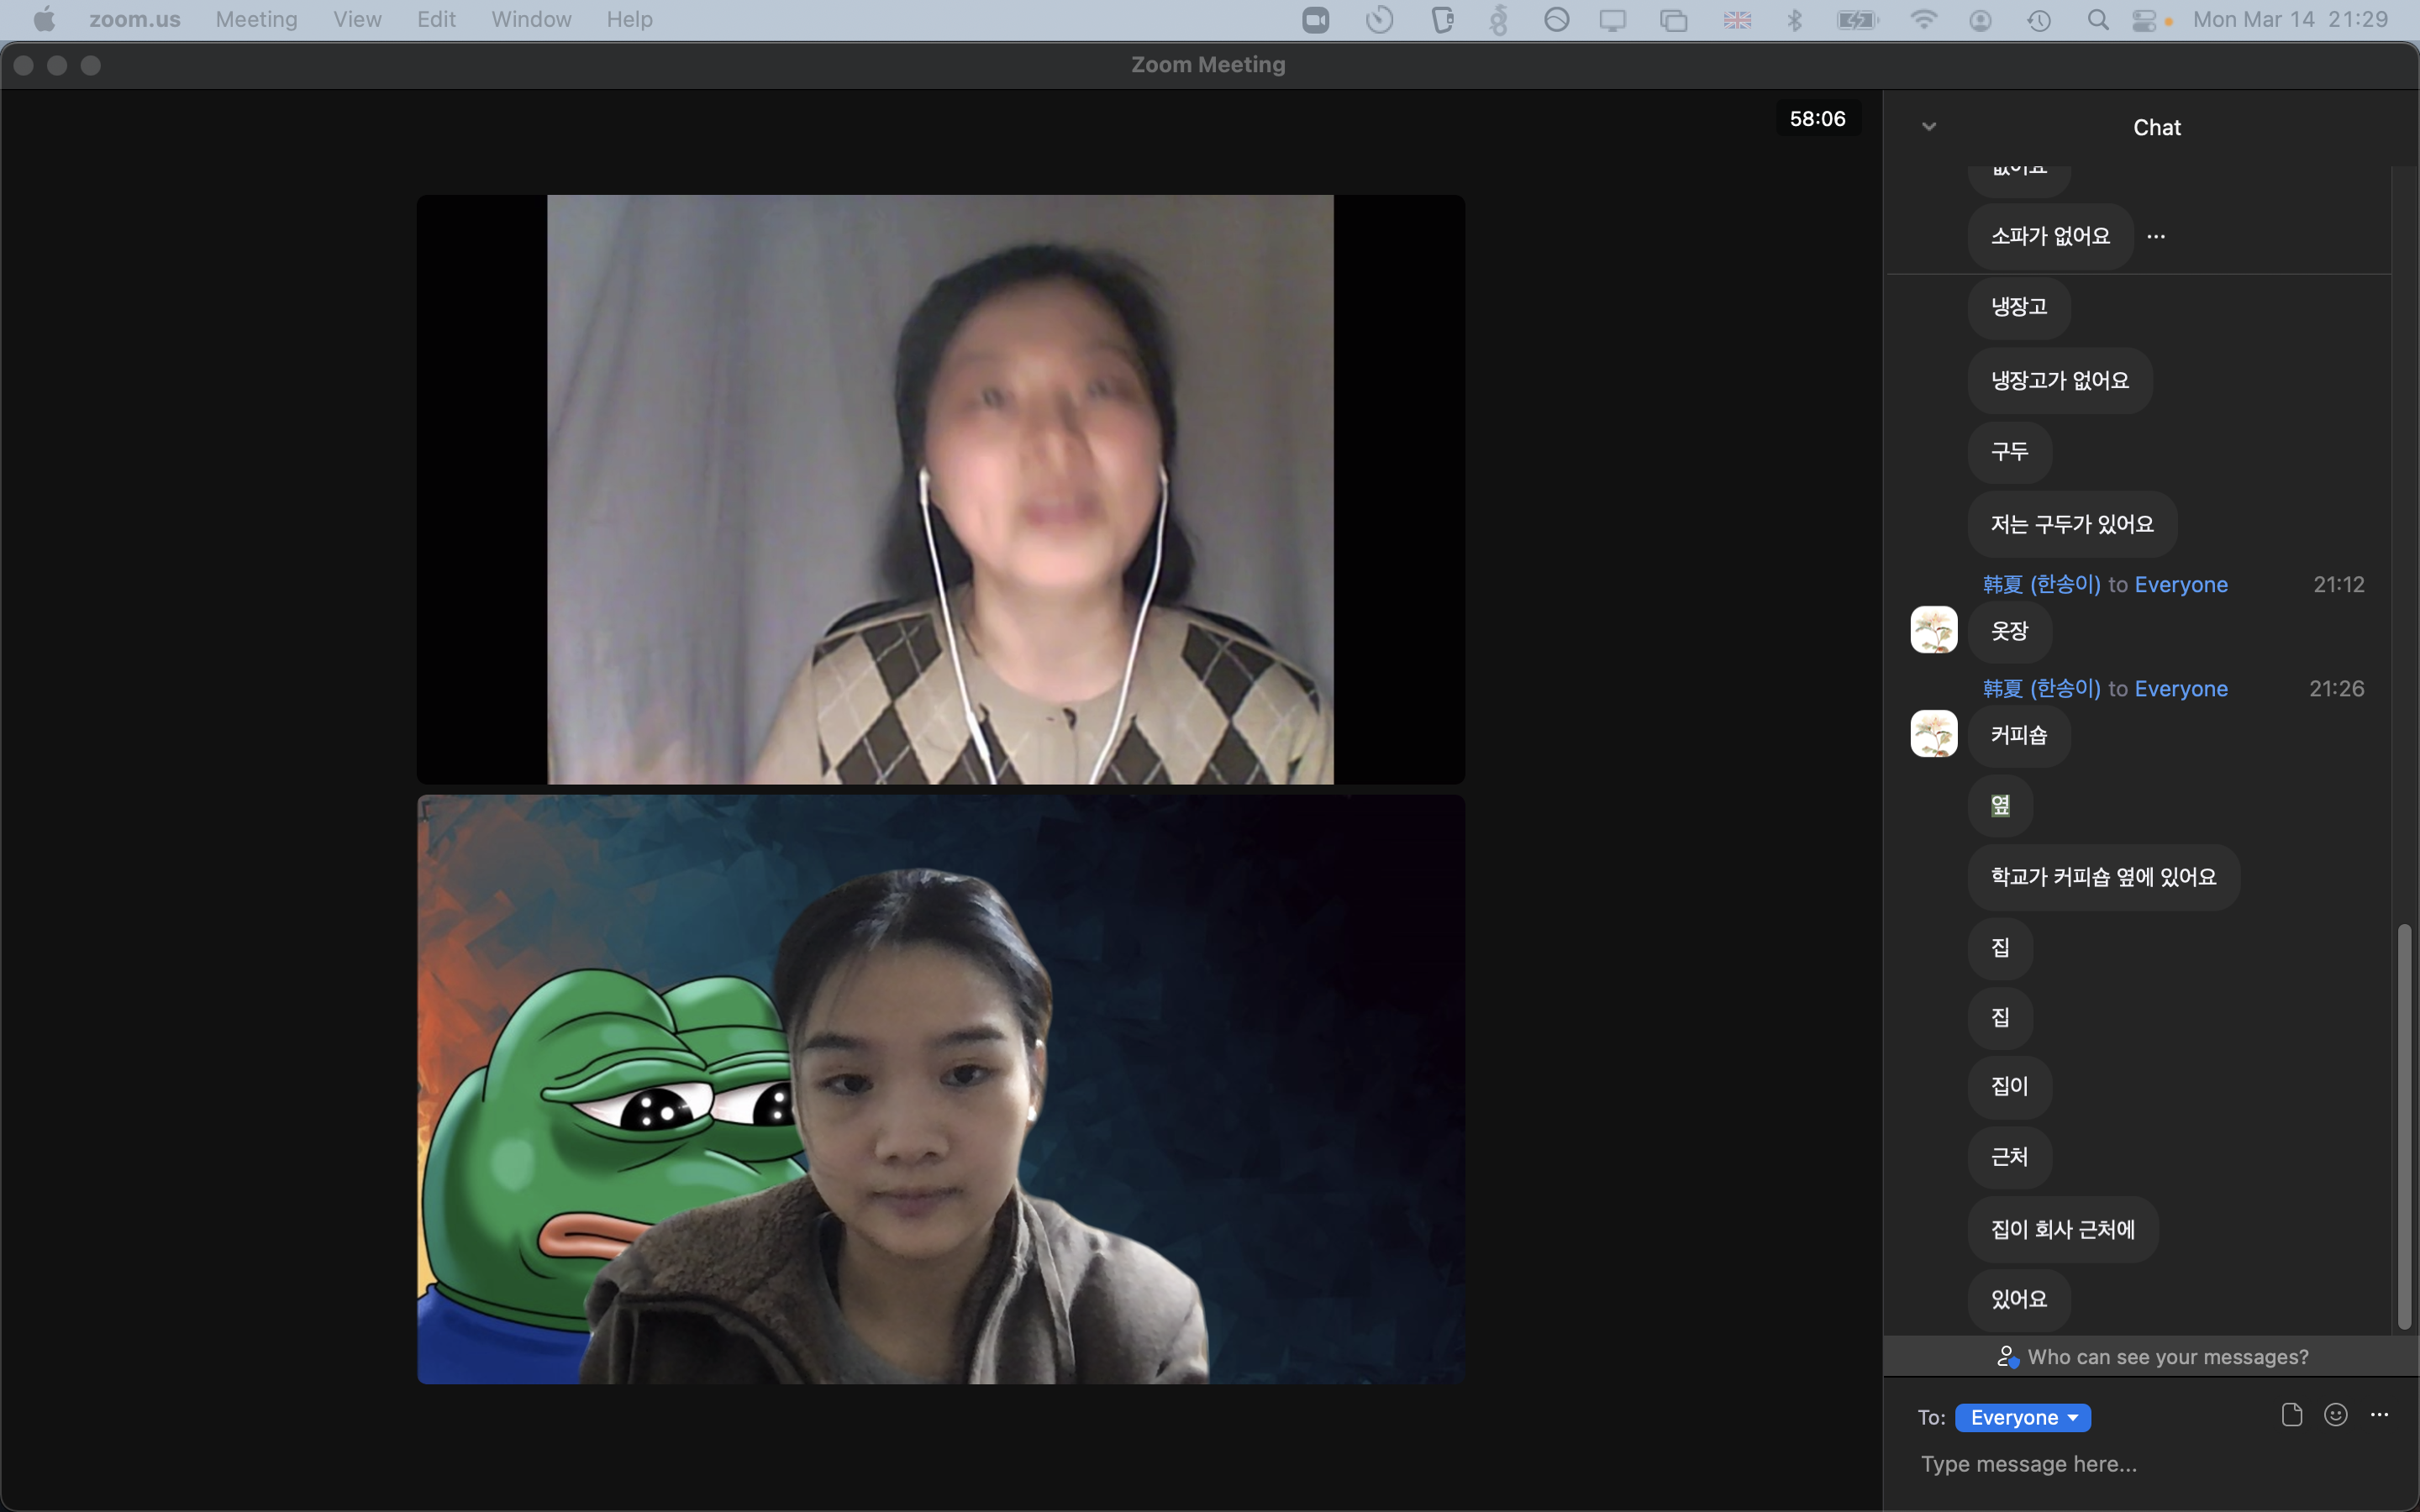 zoom.us Meeting View Edit Window Help Mon Mar 14 21:29
Zoom Meeting
58:06
Chat
없어요
소파가 없어요
냉장고
냉장고가 없어요
구두
저는 구두가 있어요
韩夏 (한송이) to Everyone 21:12
옷장
韩夏 (한송이) to Everyone 21:26
커피숍
옆
학교가 커피숍 옆에 있어요
집
집
집이
근처
집이 회사 근처에
있어요
Who can see your messages?
To: Everyone
Type message here...